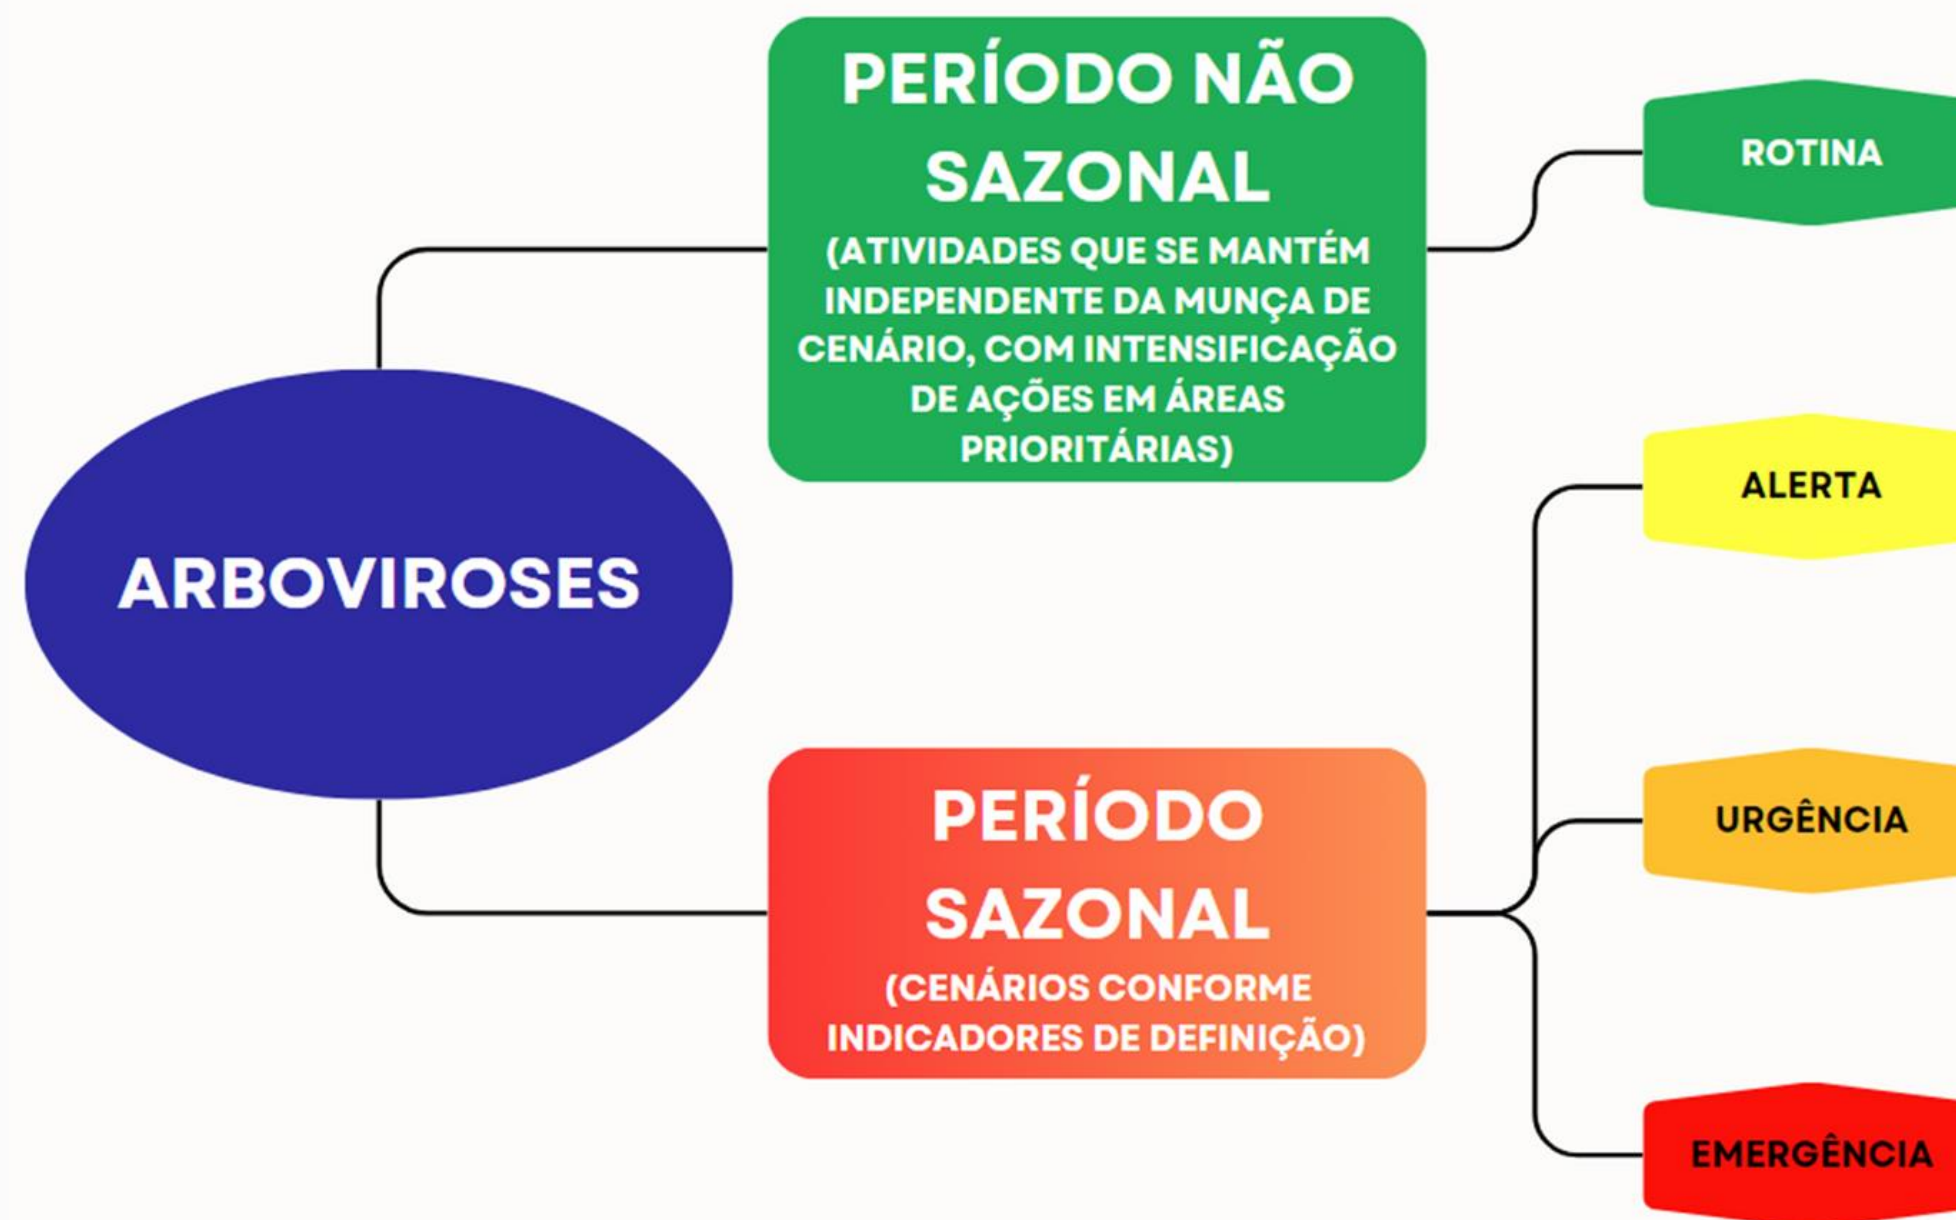 PERÍODO NÃO
SAZONAL
(ATIVIDADES QUE SE MANTÉM
INDEPENDENTE DA MUNÇA DE
CENÁRIO, COM INTENSIFICAÇÃO
DE AÇÕES EM ÁREAS
PRIORITÁRIAS)
ROTINA
ALERTA
ARBOVIROSES
URGÊNCIA
PERÍODO
SAZONAL
(CENÁRIOS CONFORME
INDICADORES DE DEFINIÇÃO)
EMERGÊNCIA